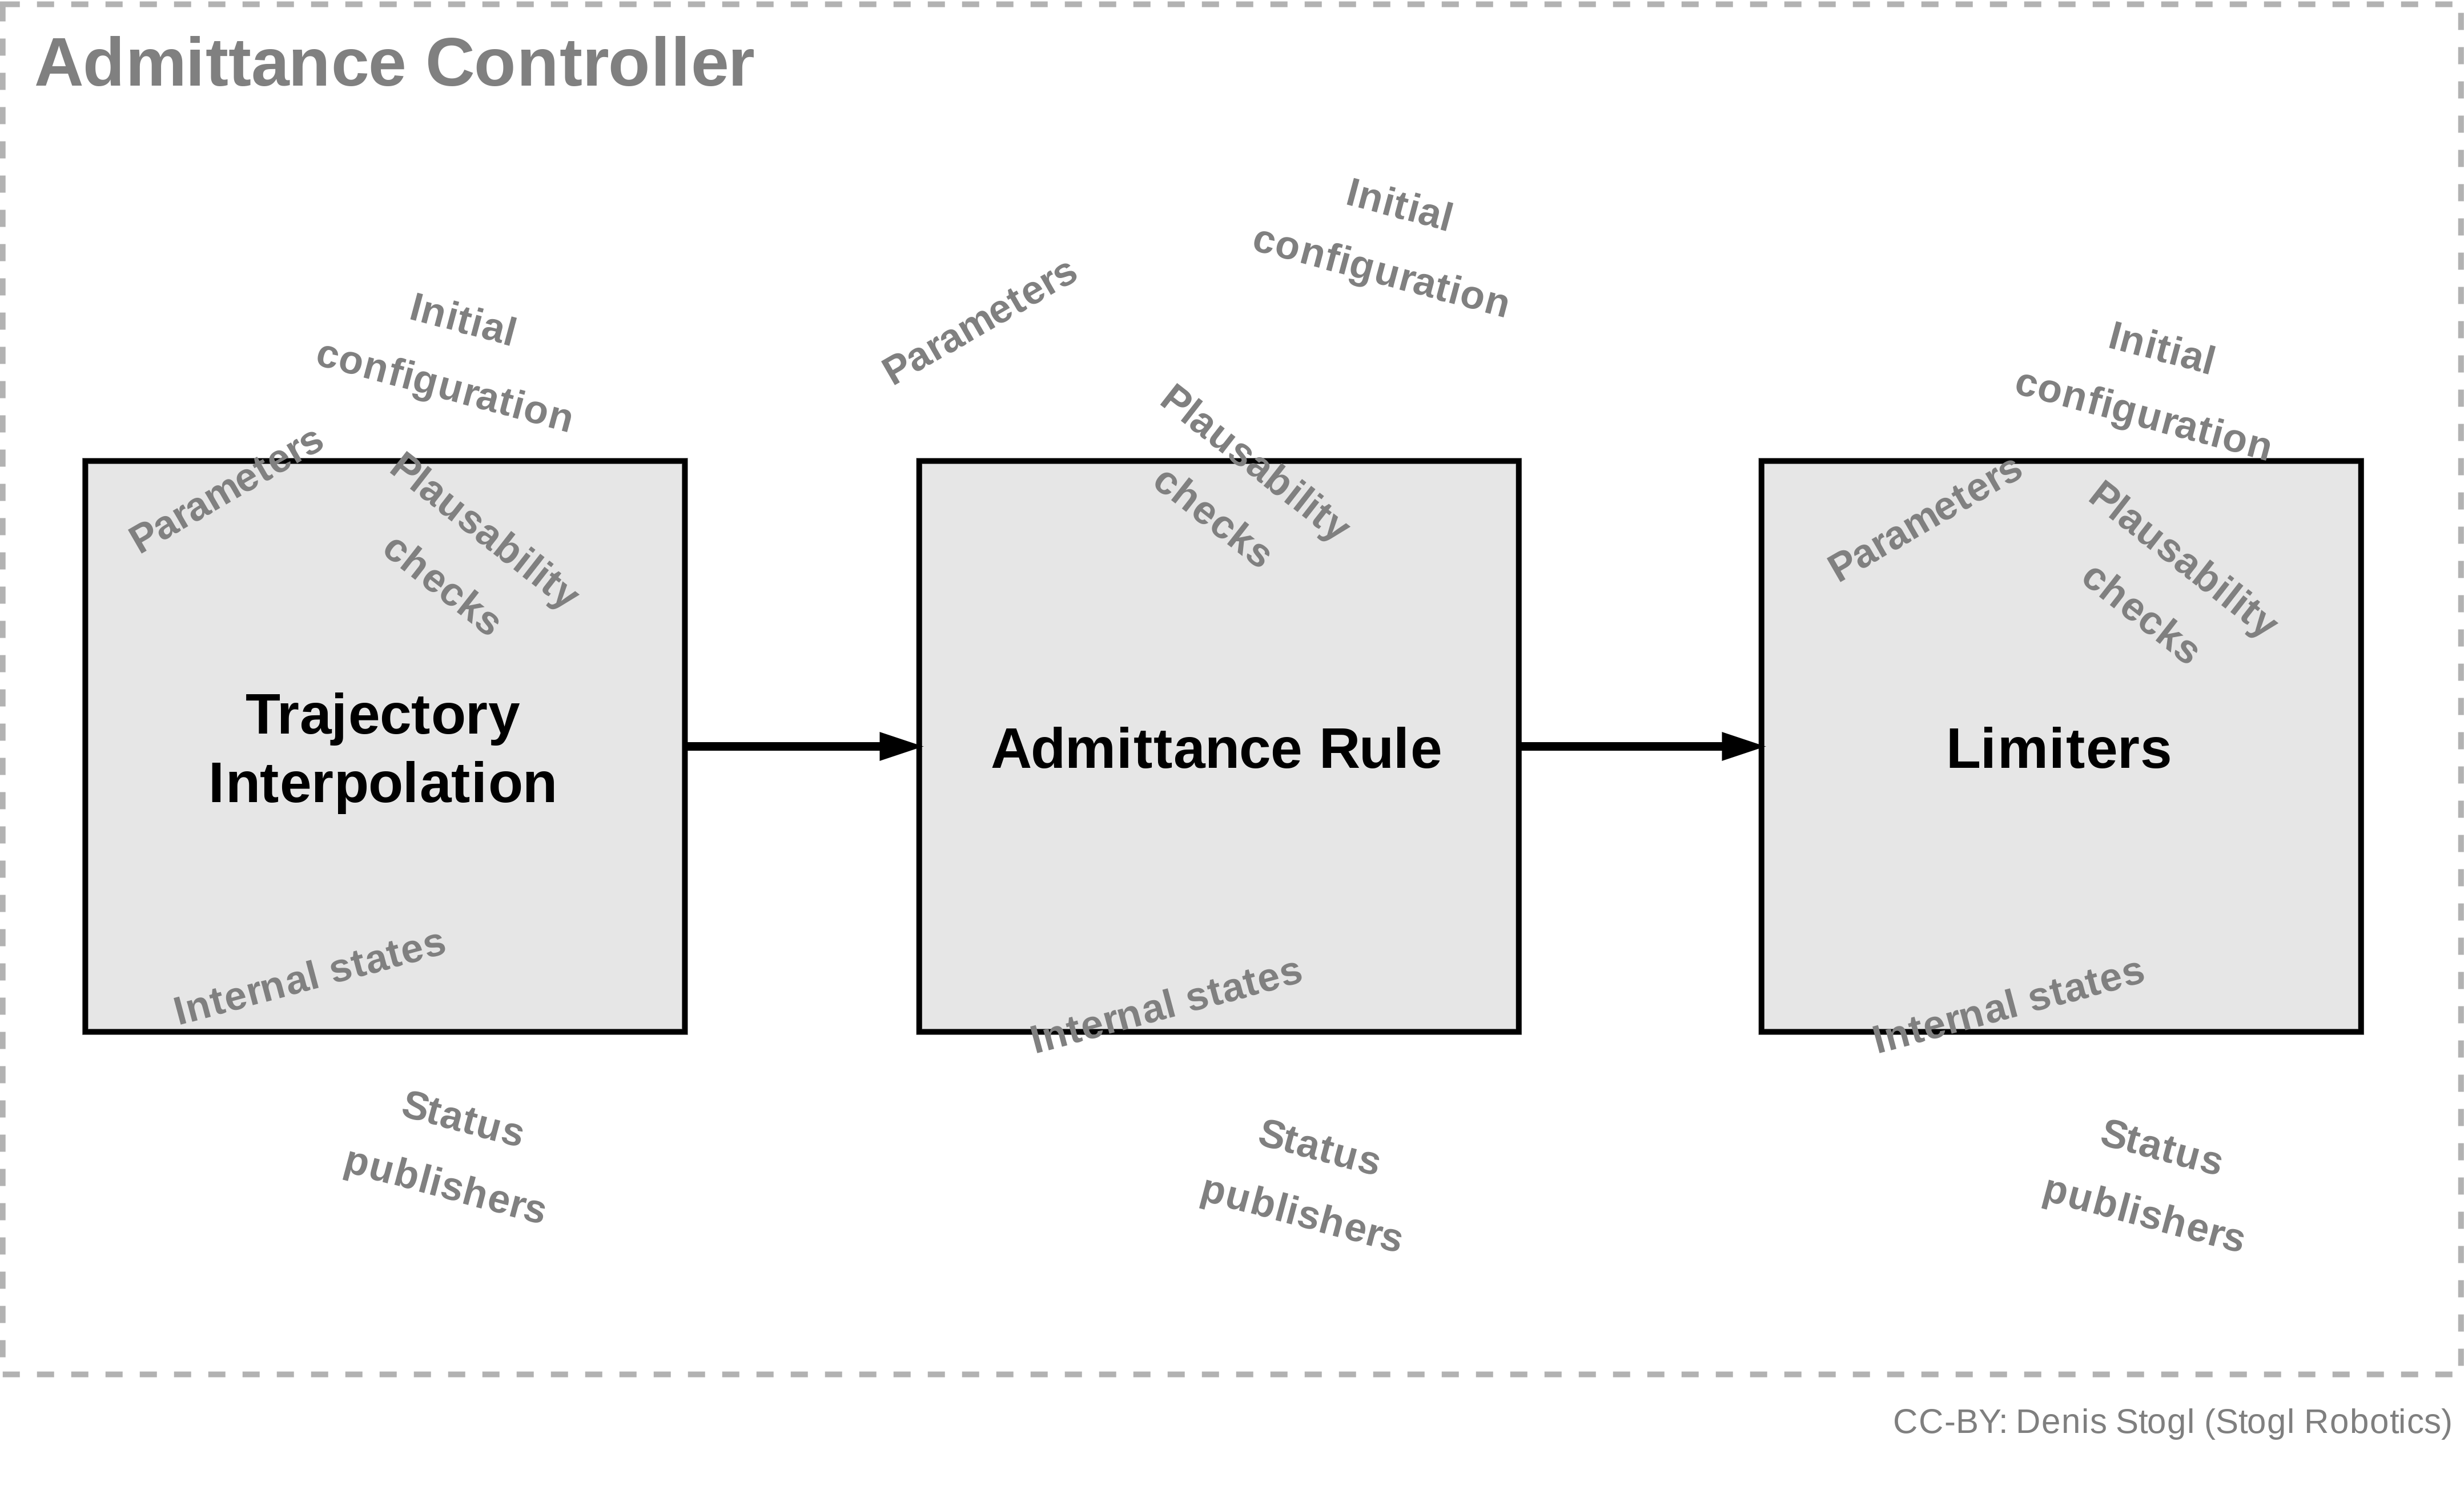 Admittance Controller
Initial
configuration
Parameters
Plausability
checks
Trajectory
Interpolation
Internal states
Status
publishers
Initial
configuration
Parameters
Plausability
checks
Admittance Rule
Internal states
Status
publishers
Initial
configuration
Parameters
Plausability
checks
Limiters
Internal states
Status
publishers
CC-BY: Denis Stogl (Stogl Robotics)